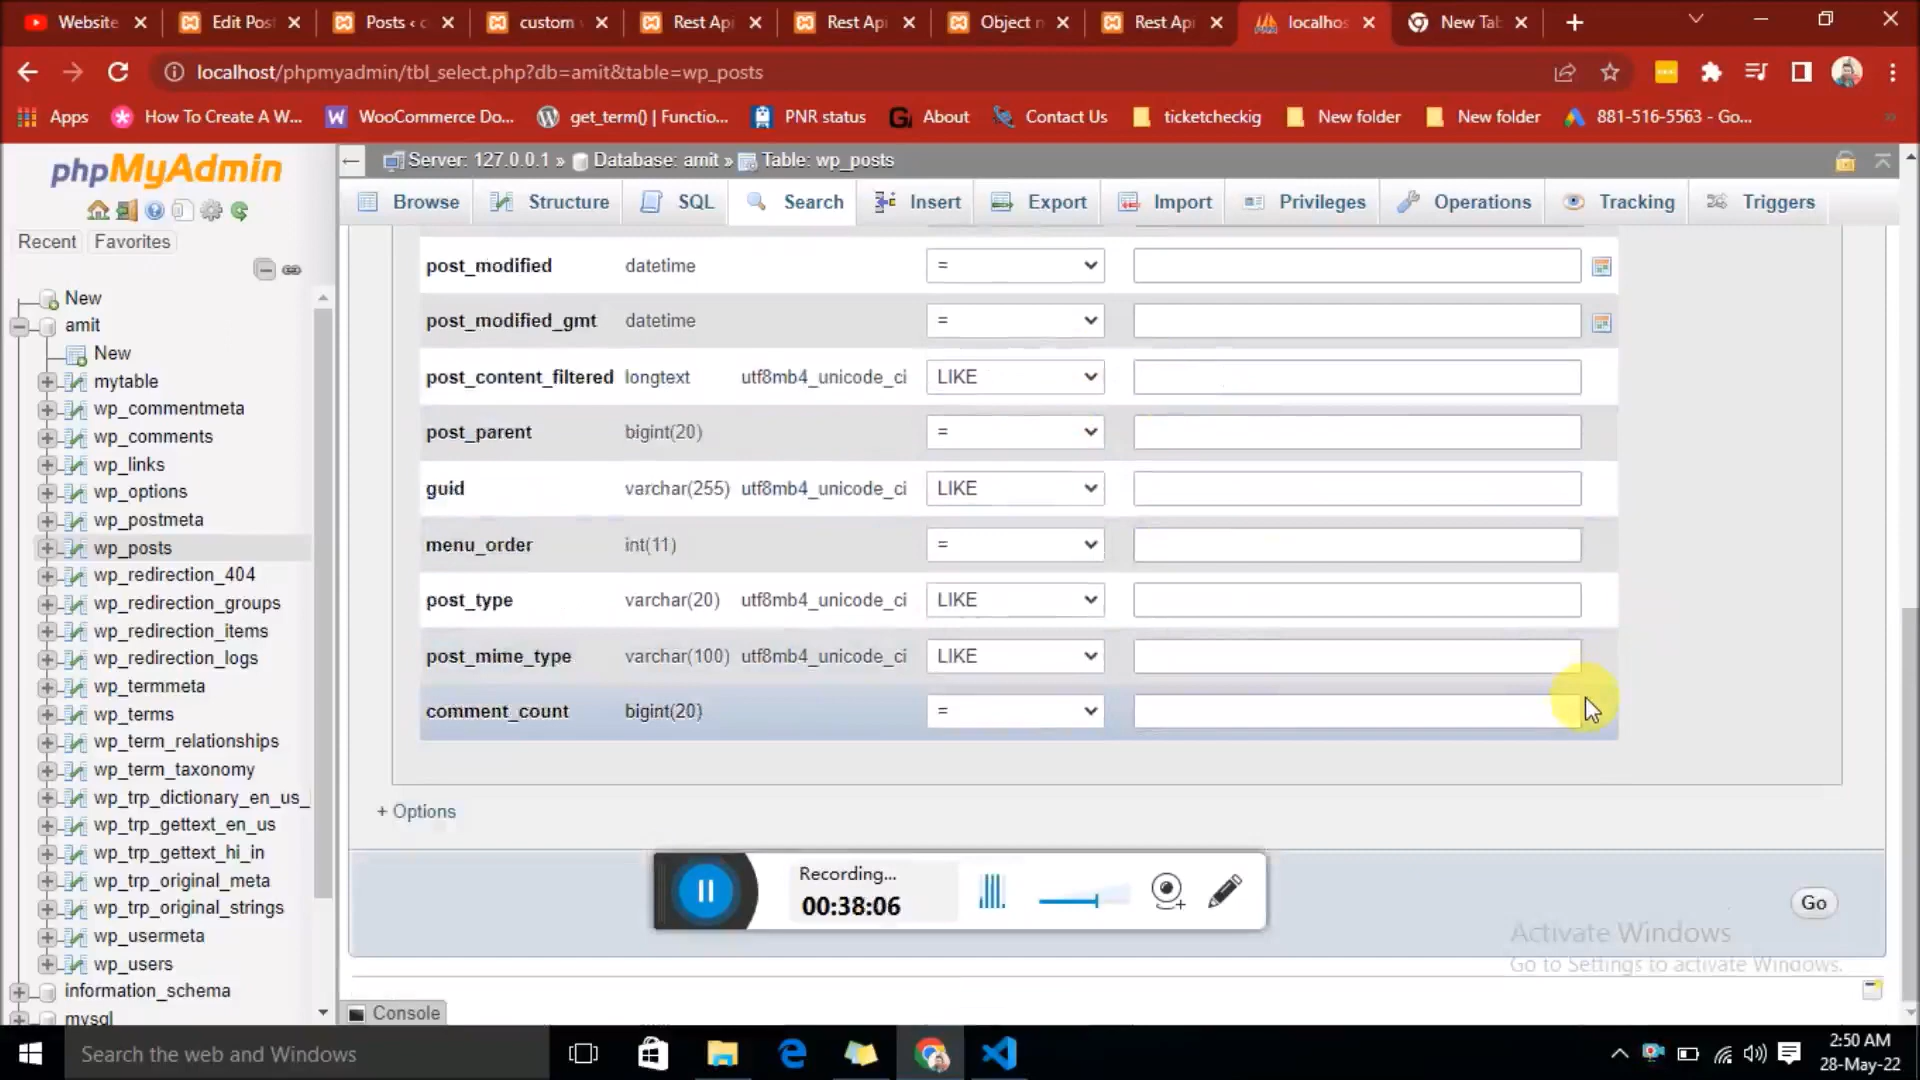 Website
Edit Pos
Posts ‹ c
custom
Rest Api
Rest Api
Object n
Rest Api
localhos
New Tab
localhost/phpmyadmin/tbl_select.php?db=amit&table=wp_posts
Apps
How To Create A W...
WooCommerce Do...
get_term() | Functio...
PNR status
About
Contact Us
ticketcheckig
New folder
New folder
881-516-5563 - Go...
phpMyAdmin
Server: 127.0.0.1 » Database: amit » Table: wp_posts
Browse
Structure
SQL
Search
Insert
Export
Import
Privileges
Operations
Tracking
Triggers
Recent
Favorites
New
amit
New
mytable
wp_commentmeta
wp_comments
wp_links
wp_options
wp_postmeta
wp_posts
wp_redirection_404
wp_redirection_groups
wp_redirection_items
wp_redirection_logs
wp_termmeta
wp_terms
wp_term_relationships
wp_term_taxonomy
wp_trp_dictionary_en_us_
wp_trp_gettext_en_us
wp_trp_gettext_hi_in
wp_trp_original_meta
wp_trp_original_strings
wp_usermeta
wp_users
information_schema
mysql
post_modified datetime =
post_modified_gmt datetime =
post_content_filtered longtext utf8mb4_unicode_ci LIKE
post_parent bigint(20) =
guid varchar(255) utf8mb4_unicode_ci LIKE
menu_order int(11) =
post_type varchar(20) utf8mb4_unicode_ci LIKE
post_mime_type varchar(100) utf8mb4_unicode_ci LIKE
comment_count bigint(20) =
+ Options
Recording...
00:38:06
Go
Activate Windows
Go to Settings to activate Windows.
Console
Search the web and Windows
2:50 AM
28-May-22